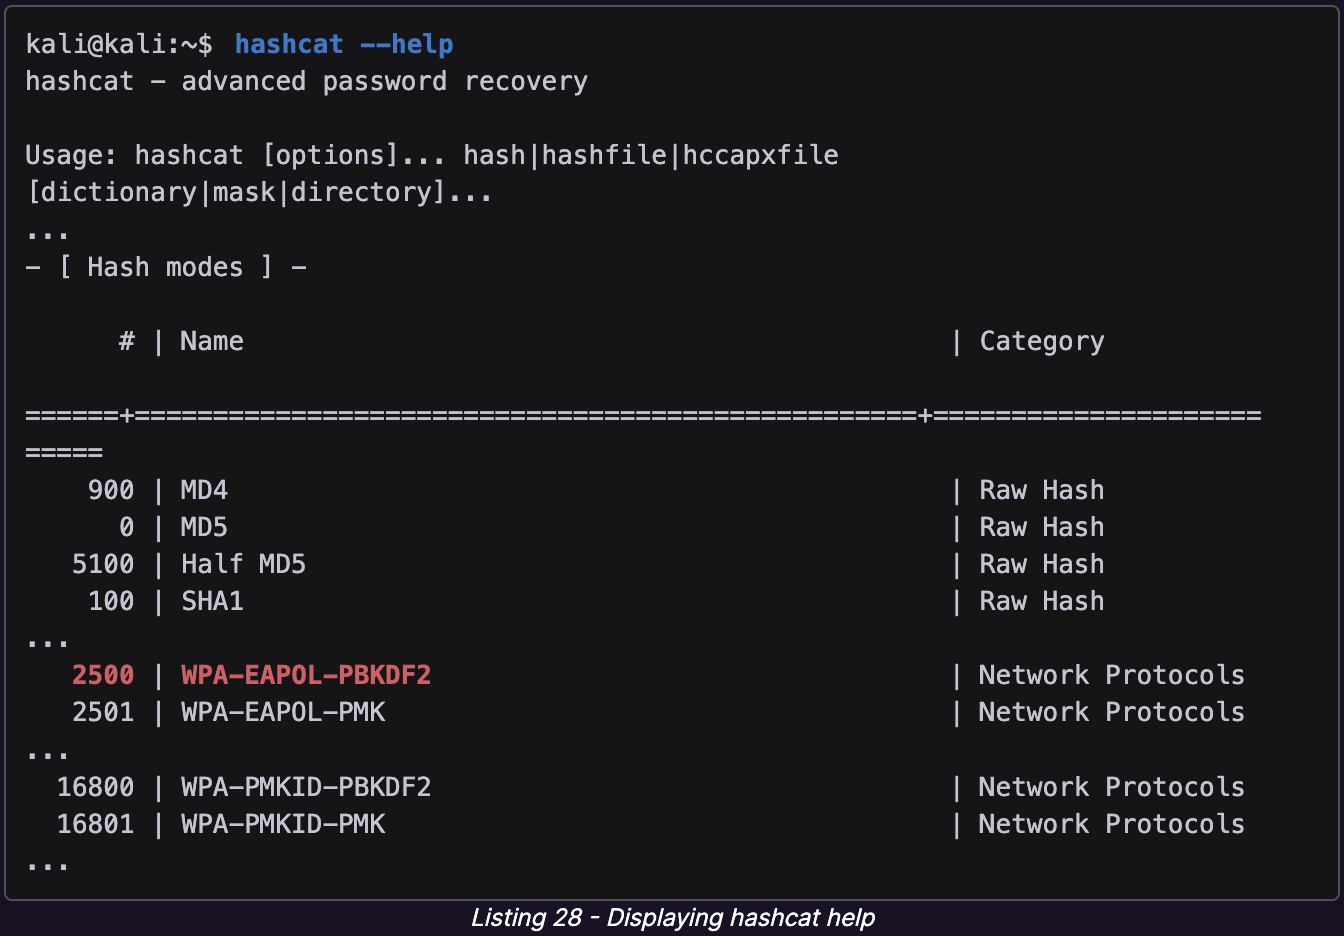 kali@kali:~$ hashcat --help
hashcat - advanced password recovery
Usage: hashcat [options]... hash|hashfile|hccapxfile
[dictionary|mask|directory]...
...
- [ Hash modes ] -
# | Name | Category
======+==================================================+=====================
=====
900 | MD4 | Raw Hash
0 | MD5 | Raw Hash
5100 | Half MD5 | Raw Hash
100 | SHA1 | Raw Hash
...
2500 | WPA-EAPOL-PBKDF2 | Network Protocols
2501 | WPA-EAPOL-PMK | Network Protocols
...
16800 | WPA-PMKID-PBKDF2 | Network Protocols
16801 | WPA-PMKID-PMK | Network Protocols
...
Listing 28 - Displaying hashcat help